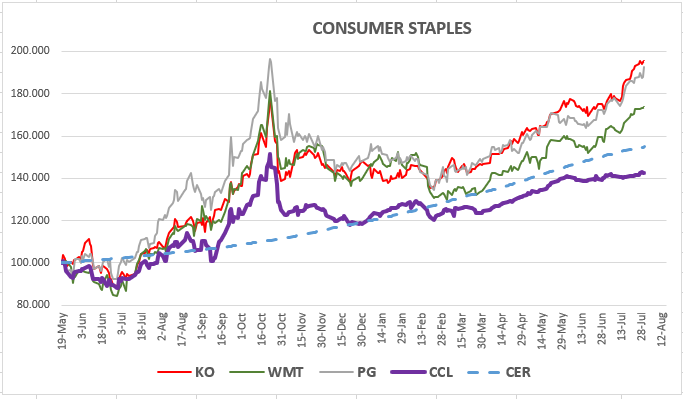 CONSUMER STAPLES
200.000
180.000
160.000
140.000
120.000
100.000
80.000
19-May
3-Jun
18-Jun
3-Jul
18-Jul
2-Aug
17-Aug
1-Sep
16-Sep
1-Oct
16-Oct
31-Oct
15-Nov
30-Nov
15-Dec
30-Dec
14-Jan
29-Jan
13-Feb
28-Feb
15-Mar
30-Mar
14-Apr
29-Apr
14-May
29-May
13-Jun
28-Jun
13-Jul
28-Jul
12-Aug
KO WMT PG CCL CER